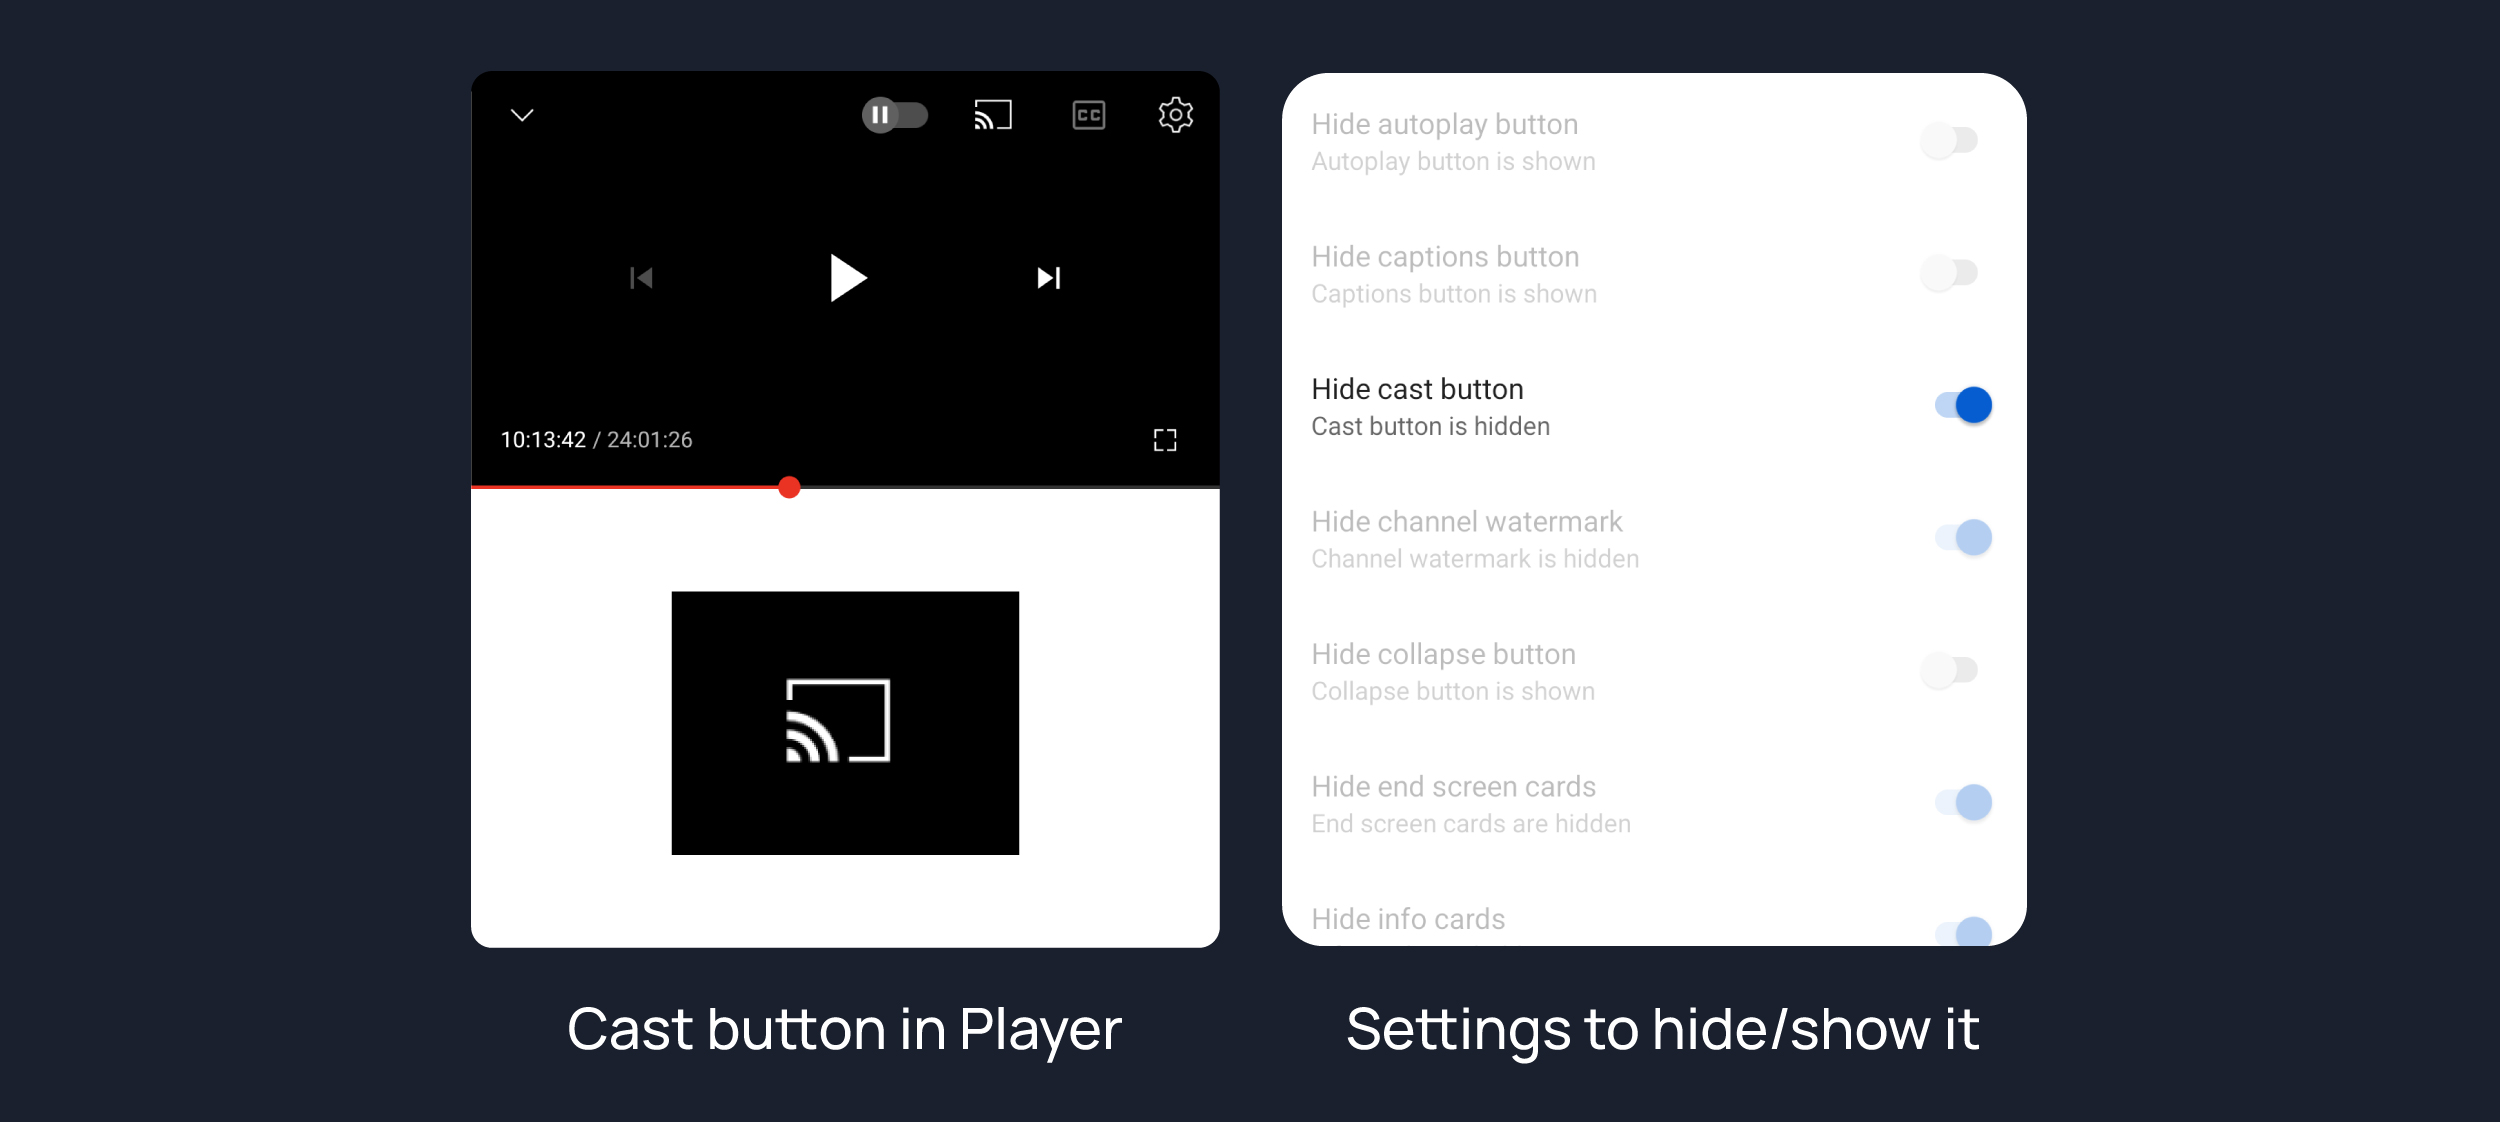 CC
10:13:42 / 24:01:26
Cast button in Player
Hide autoplay button
Autoplay button is shown
Hide captions button
Captions button is shown
Hide cast button
Cast button is hidden
Hide channel watermark
Channel watermark is hidden
Hide collapse button
Collapse button is shown
Hide end screen cards
End screen cards are hidden
Hide info cards
Settings to hide/show it